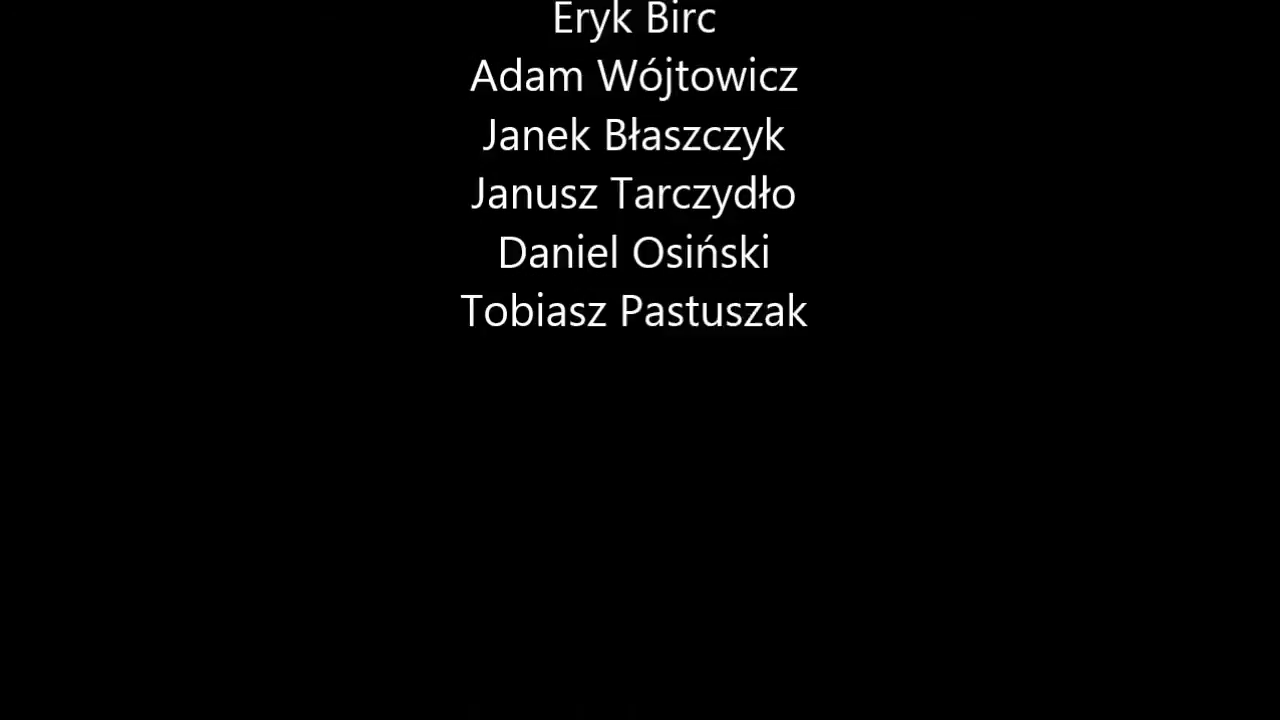 Eryk Birc
Adam Wójtowicz
Janek Błaszczyk
Janusz Tarczydło
Daniel Osiński
Tobiasz Pastuszak